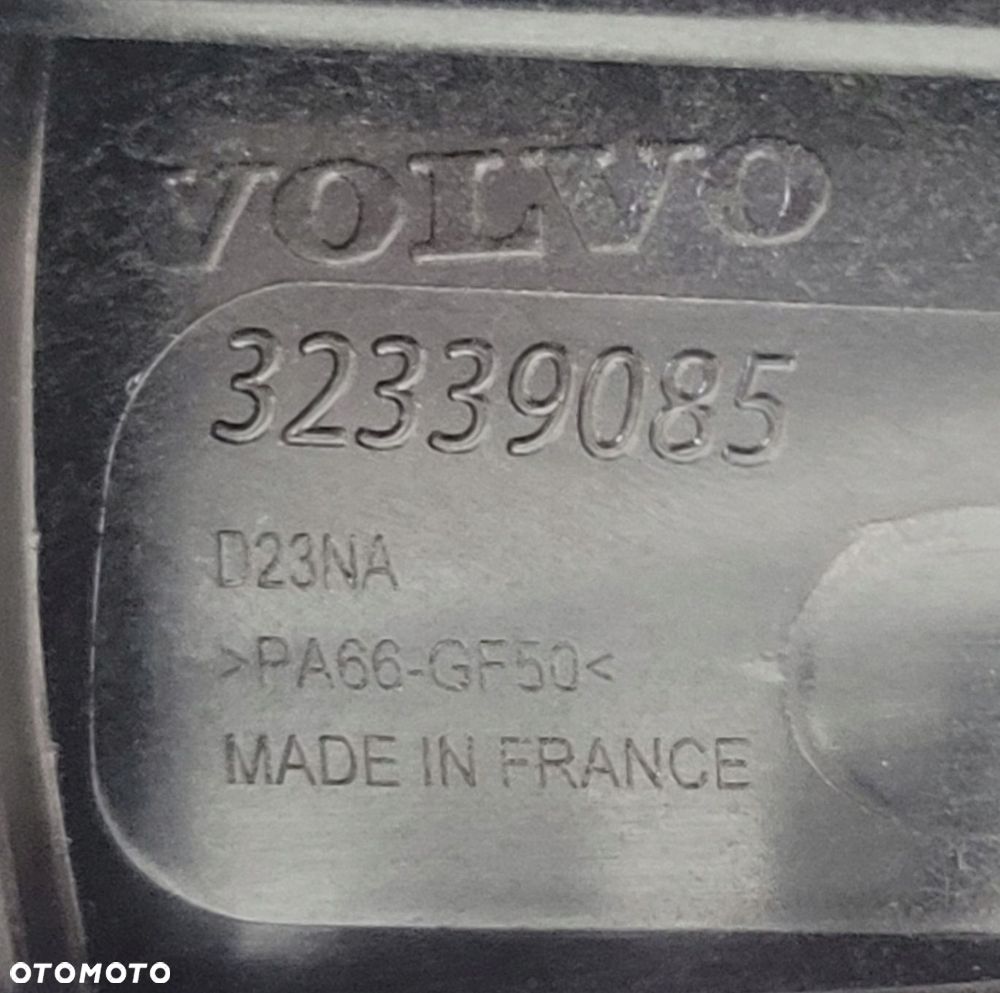 VOLVO
32339085
D23NA
>PA66-GF50<
MADE IN FRANCE
OTOMOTO